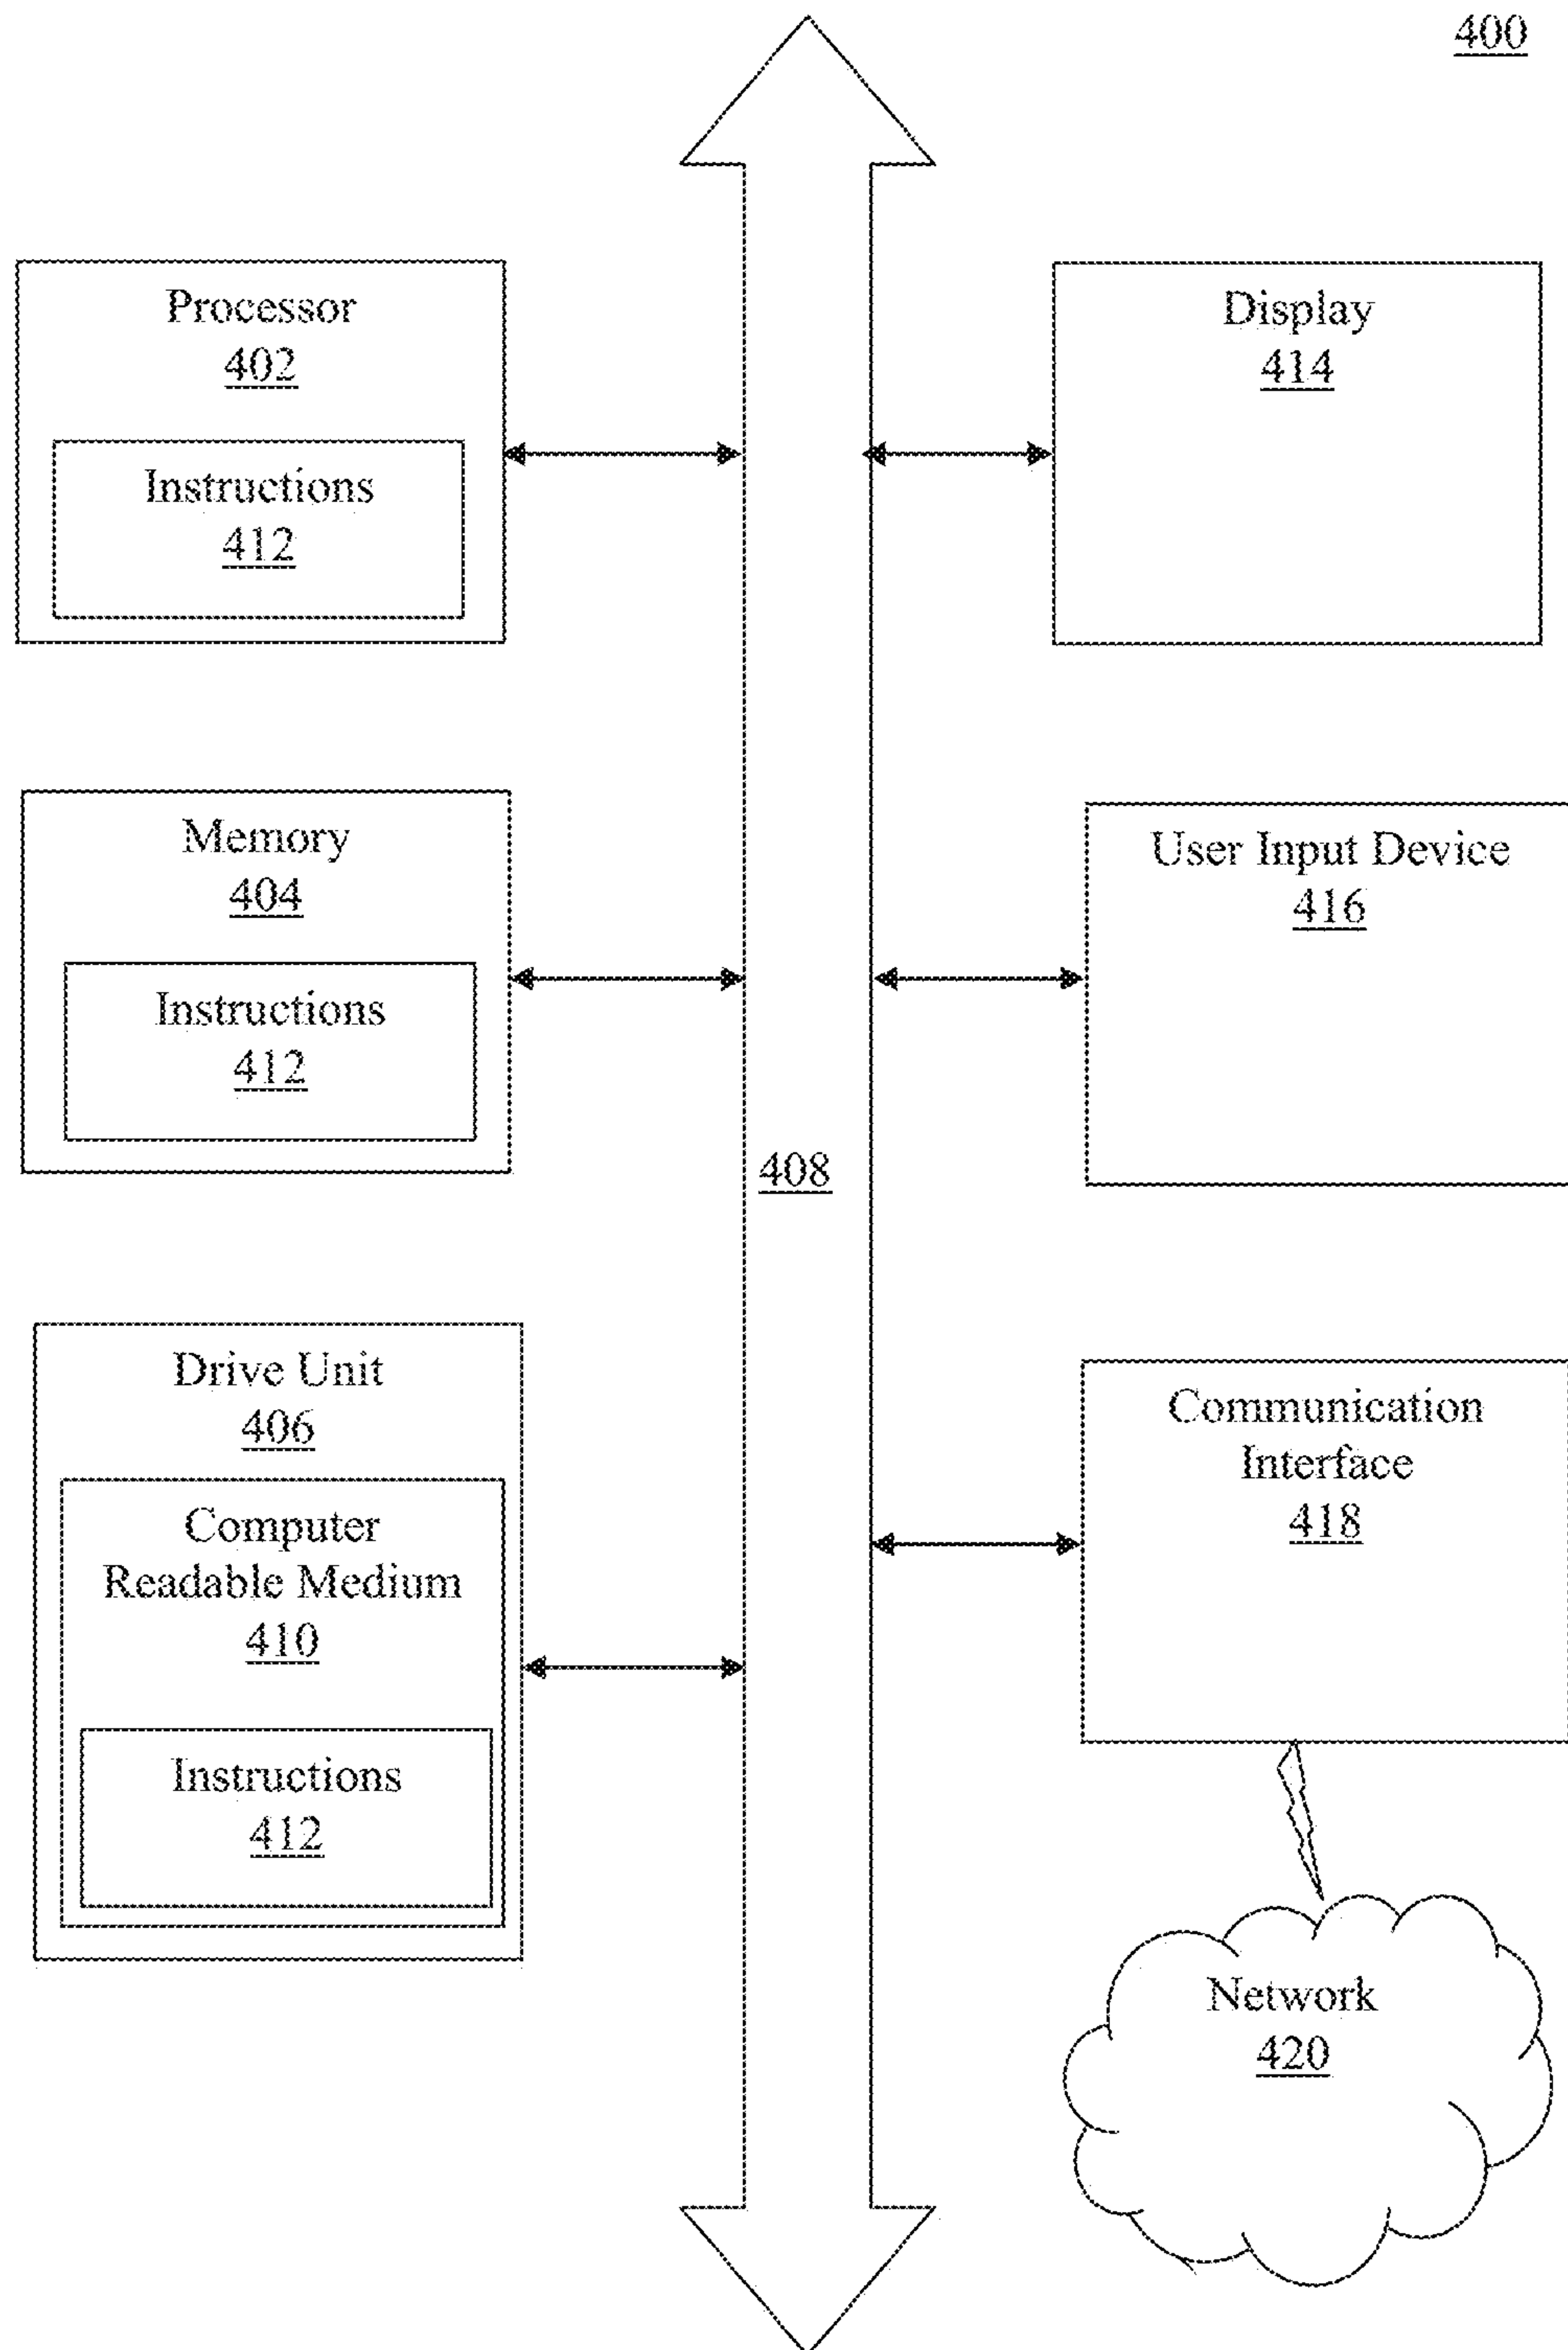 400
Processor
402
Instructions
412
Memory
404
Instructions
412
Drive Unit
406
Computer
Readable Medium
410
Instructions
412
408
Display
414
User Input Device
416
Communication
Interface
418
Network
420